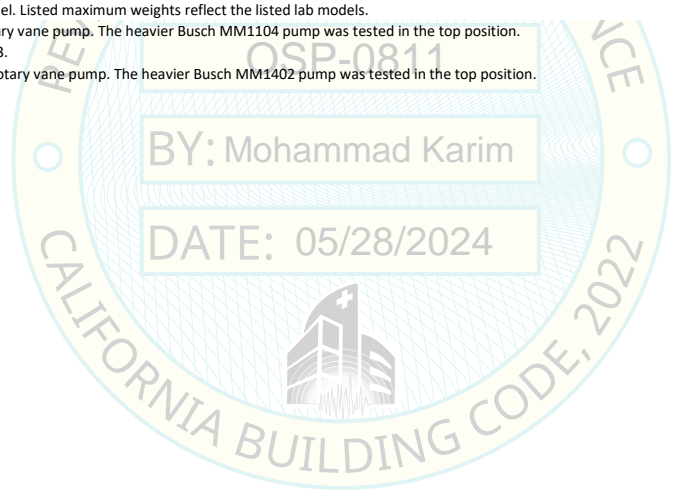 el. Listed maximum weights reflect the listed lab models.
ry vane pump. The heavier Busch MM1104 pump was tested in the top position.
3.
otary vane pump. The heavier Busch MM1402 pump was tested in the top position.
OSP-0811
BY: Mohammad Karim
DATE: 05/28/2024
CALIFORNIA BUILDING CODE, 2022